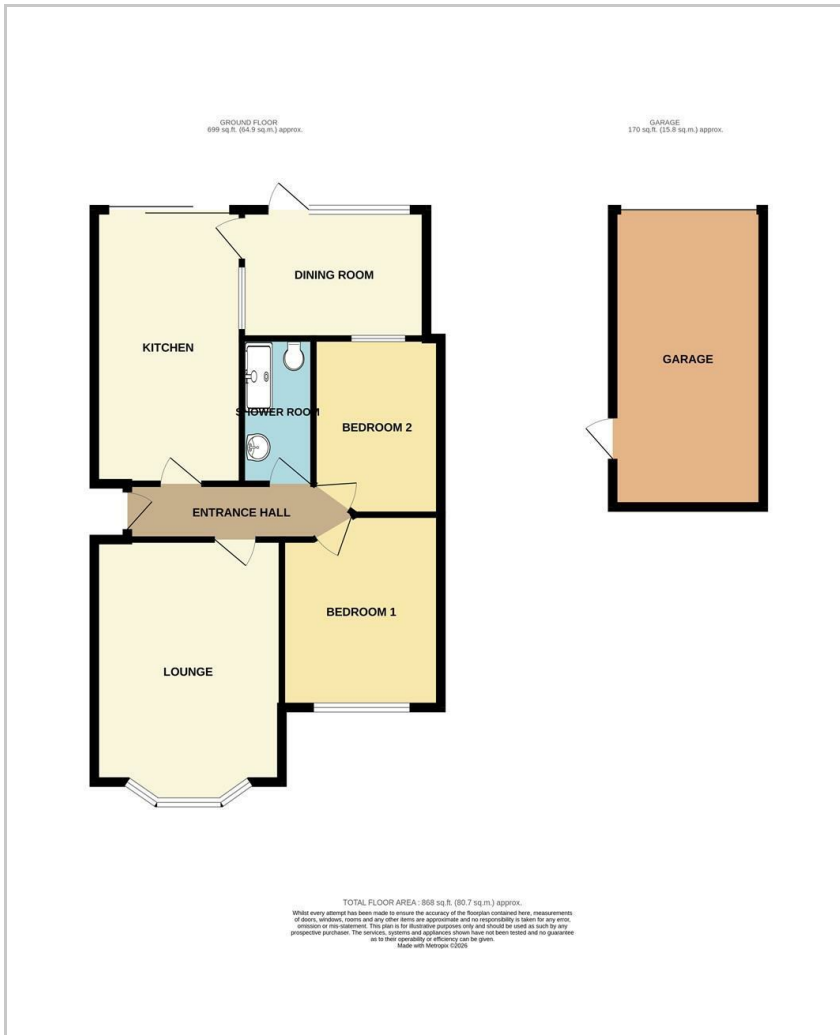 GROUND FLOOR
699 sq.ft. (64.9 sq.m.) approx.
GARAGE
170 sq.ft. (15.8 sq.m.) approx.
DINING ROOM
KITCHEN
GARAGE
SHOWER ROOM
BEDROOM 2
ENTRANCE HALL
BEDROOM 1
LOUNGE
TOTAL FLOOR AREA : 868 sq.ft. (80.7 sq.m.) approx.
Whilst every attempt has been made to ensure the accuracy of the floorplan contained here, measurements
of doors, windows, rooms and any other items are approximate and no responsibility is taken for any error,
omission or mis-statement. This plan is for illustrative purposes only and should be used as such by any
prospective purchaser. The services, systems and appliances shown have not been tested and no guarantee
as to their operability or efficiency can be given.
Made with Metropix ©2026